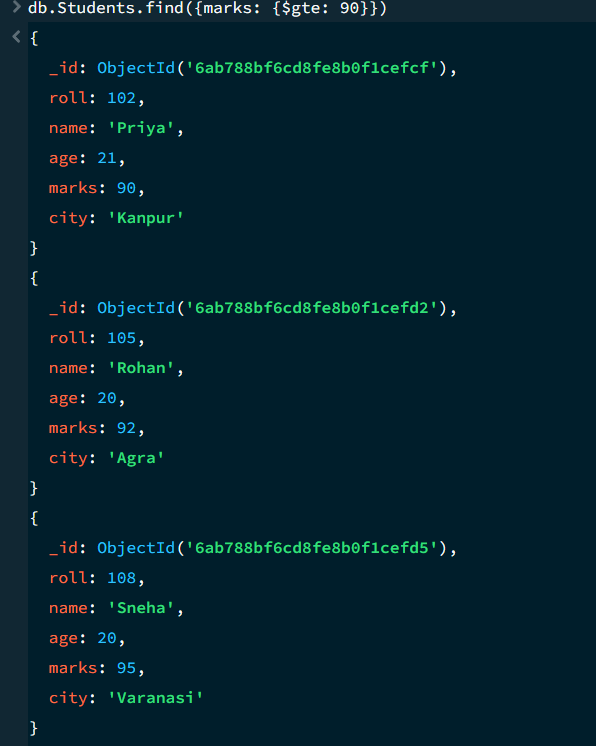 db.Students.find({marks: {$gte: 90}})
{
_id: ObjectId('6ab788bf6cd8fe8b0f1cefcf'),
roll: 102,
name: 'Priya',
age: 21,
marks: 90,
city: 'Kanpur'
}
{
_id: ObjectId('6ab788bf6cd8fe8b0f1cefd2'),
roll: 105,
name: 'Rohan',
age: 20,
marks: 92,
city: 'Agra'
}
{
_id: ObjectId('6ab788bf6cd8fe8b0f1cefd5'),
roll: 108,
name: 'Sneha',
age: 20,
marks: 95,
city: 'Varanasi'
}